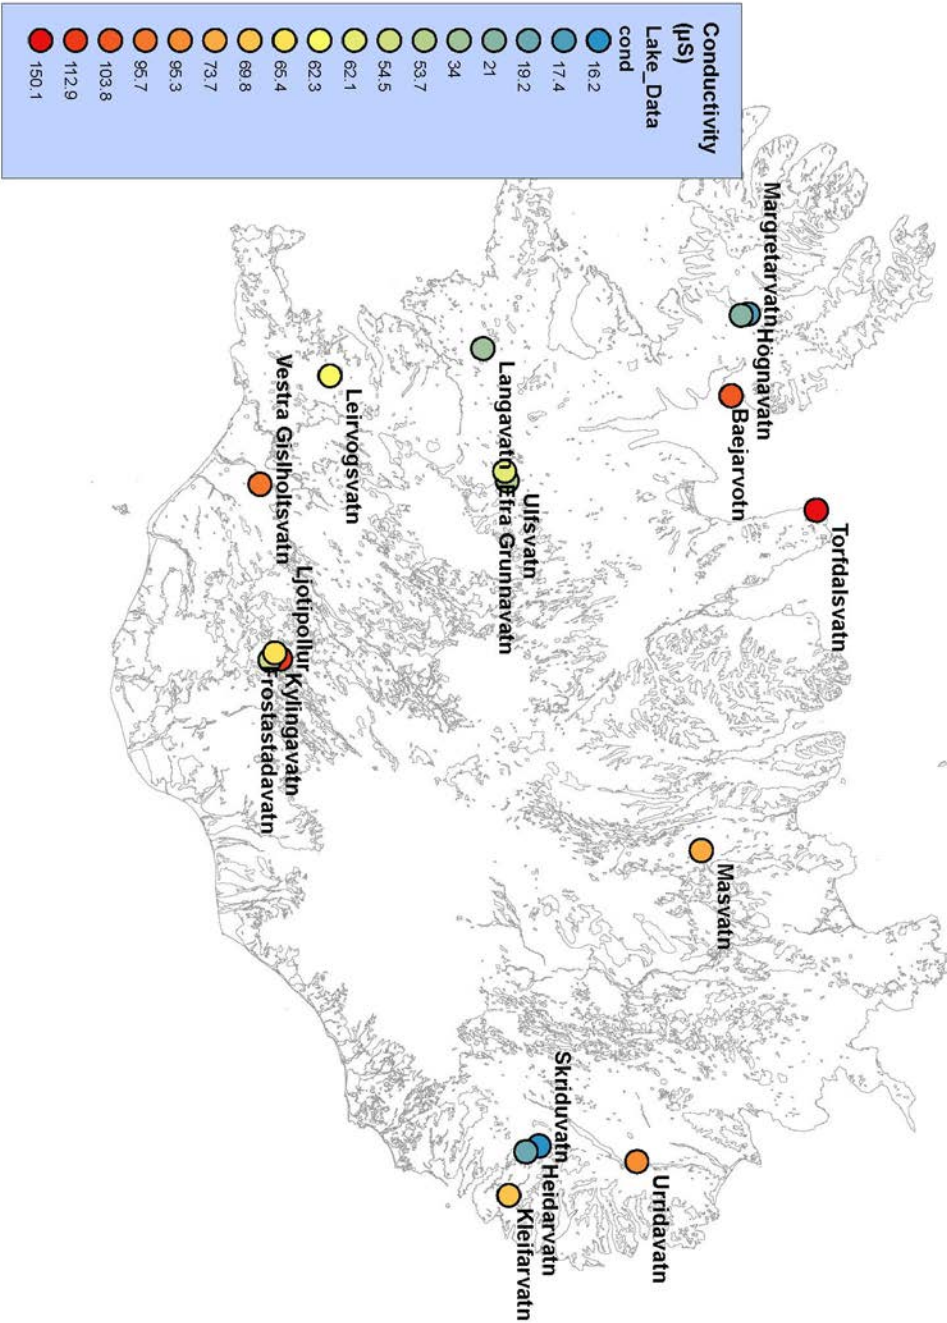 Conductivity
(µS)
Lake_Data
cond
16.2
17.4
19.2
21
34
53.7
54.5
62.1
62.3
65.4
69.8
73.7
95.3
95.7
103.8
112.9
150.1
Margretarvatn
Högnavatn
Baejarvotn
Torfdalsvatn
Langavatn
Ulfsvatn
Efra Grunnavatn
Leirvogsvatn
Vestra Gislholtsvatn
Ljotipollur
Kylingavatn
Frostastadavatn
Masvatn
Skriduvatn
Heidarvatn
Urridavatn
Kleifarvatn